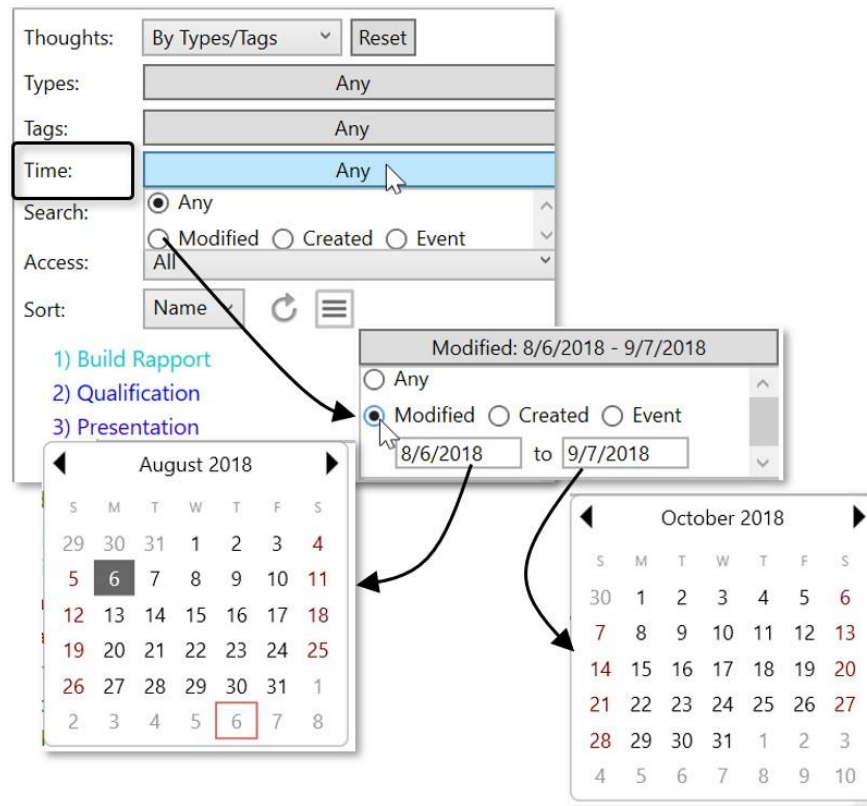 Thoughts: By Types/Tags Reset
Types: Any
Tags: Any
Time: Any
Search: Any
Modified Created Event
Access: All
Sort: Name
1) Build Rapport
2) Qualification
3) Presentation
Modified: 8/6/2018 - 9/7/2018
Any
Modified Created Event
8/6/2018 to 9/7/2018
August 2018
S M T W T F S
29 30 31 1 2 3 4
5 6 7 8 9 10 11
12 13 14 15 16 17 18
19 20 21 22 23 24 25
26 27 28 29 30 31 1
2 3 4 5 6 7 8
October 2018
S M T W T F S
30 1 2 3 4 5 6
7 8 9 10 11 12 13
14 15 16 17 18 19 20
21 22 23 24 25 26 27
28 29 30 31 1 2 3
4 5 6 7 8 9 10